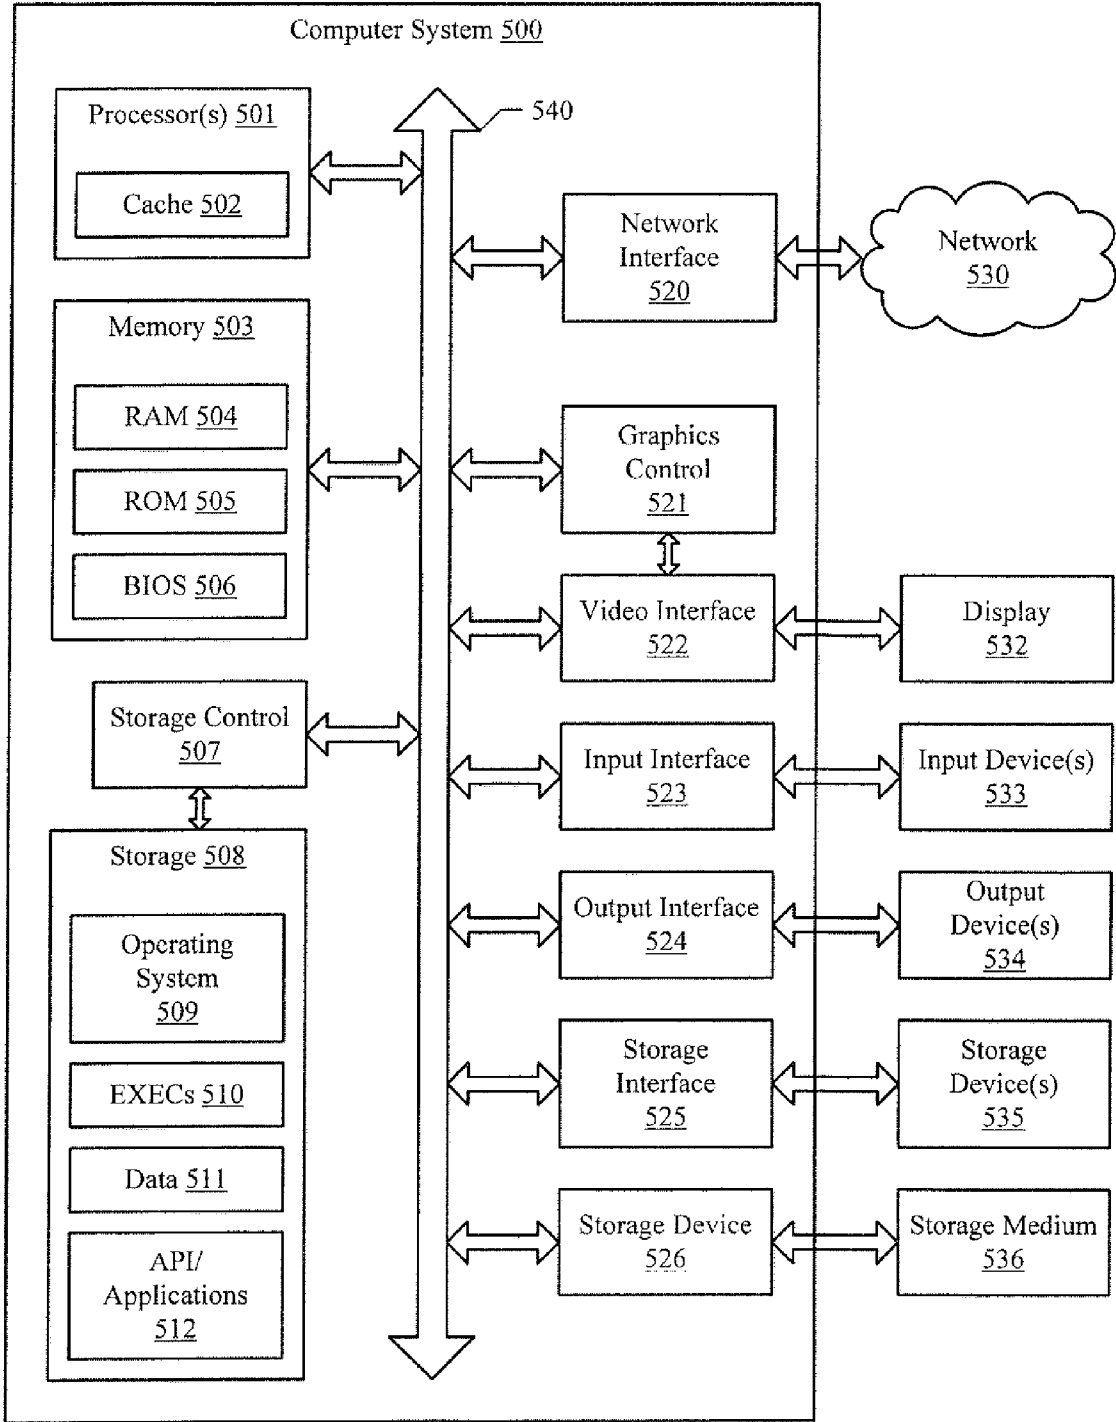 Computer System 500
Processor(s) 501
Cache 502
540
Memory 503
RAM 504
ROM 505
BIOS 506
Storage Control
507
Storage 508
Operating
System
509
EXECs 510
Data 511
API/
Applications
512
Network
Interface
520
Network
530
Graphics
Control
521
Video Interface
522
Display
532
Input Interface
523
Input Device(s)
533
Output Interface
524
Output
Device(s)
534
Storage
Interface
525
Storage
Device(s)
535
Storage Device
526
Storage Medium
536